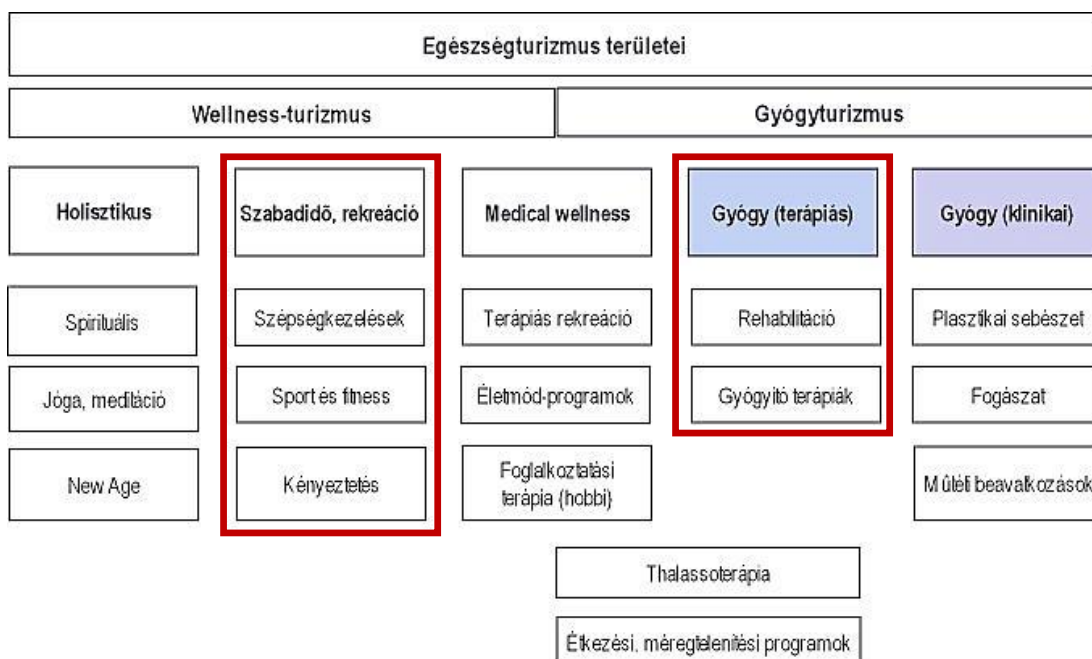 Egészségturizmus területei
Wellness-turizmus
Gyógyturizmus
Holisztikus
Szabadidő, rekreáció
Medical wellness
Gyógy (terápiás)
Gyógy (klinikai)
Spirituális
Szépségkezelések
Terápiás rekreáció
Rehabilitáció
Plasztikai sebészet
Jóga, meditáció
Sport és fitness
Életmód-programok
Gyógyító terápiák
Fogászat
New Age
Kényeztetés
Foglalkoztatási
terápia (hobbi)
Műtéti beavatkozások
Thalassoterápia
Étkezési, méregtelenítési programok